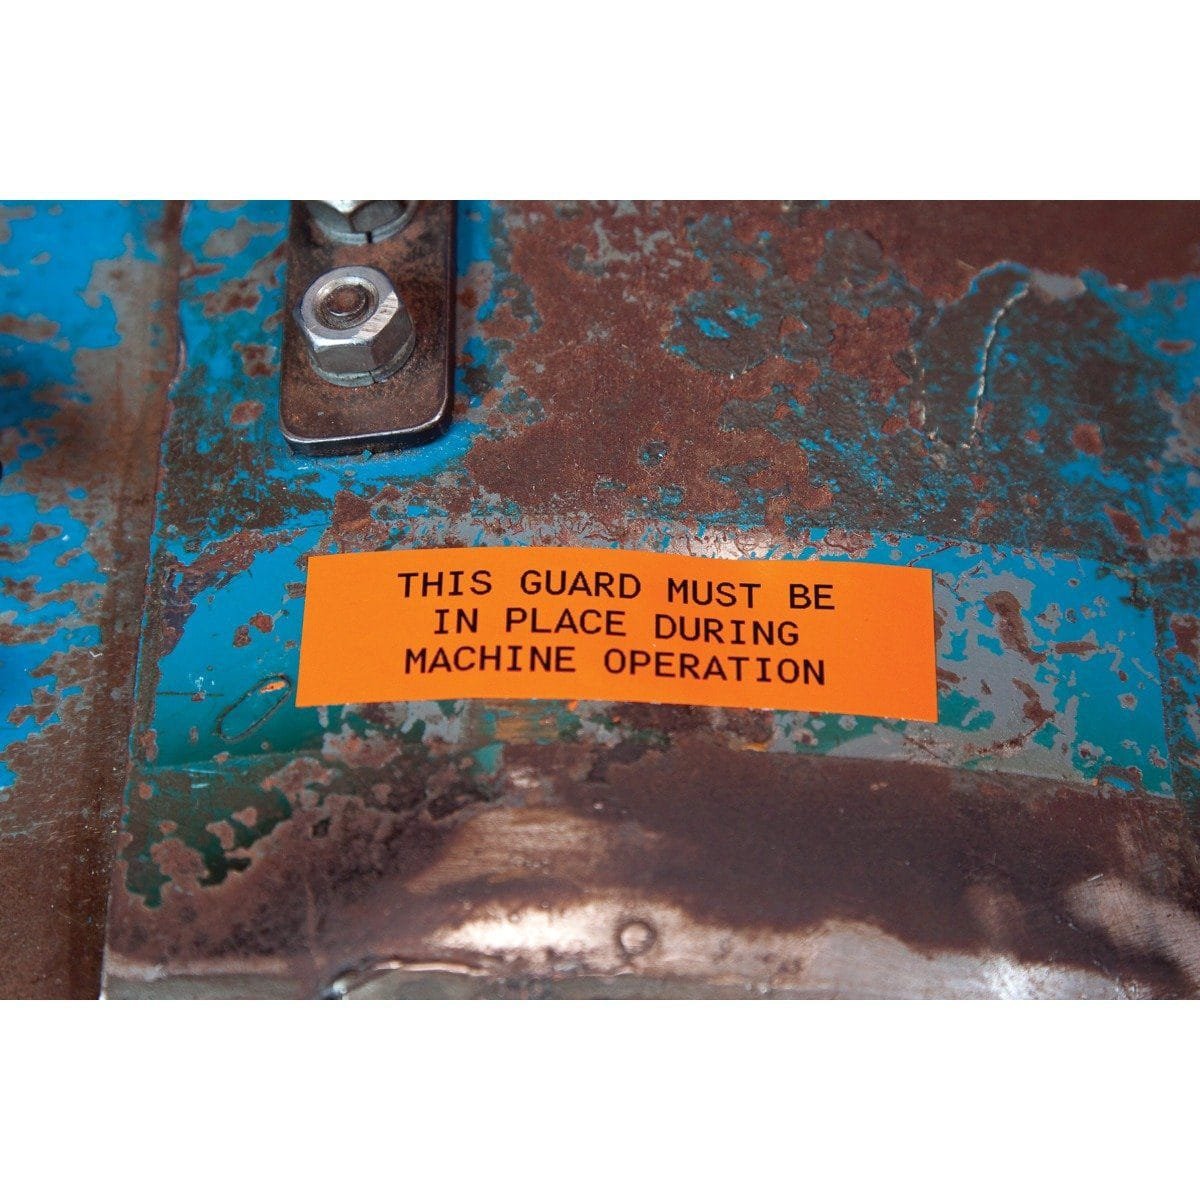 THIS GUARD MUST BE
IN PLACE DURING
MACHINE OPERATION